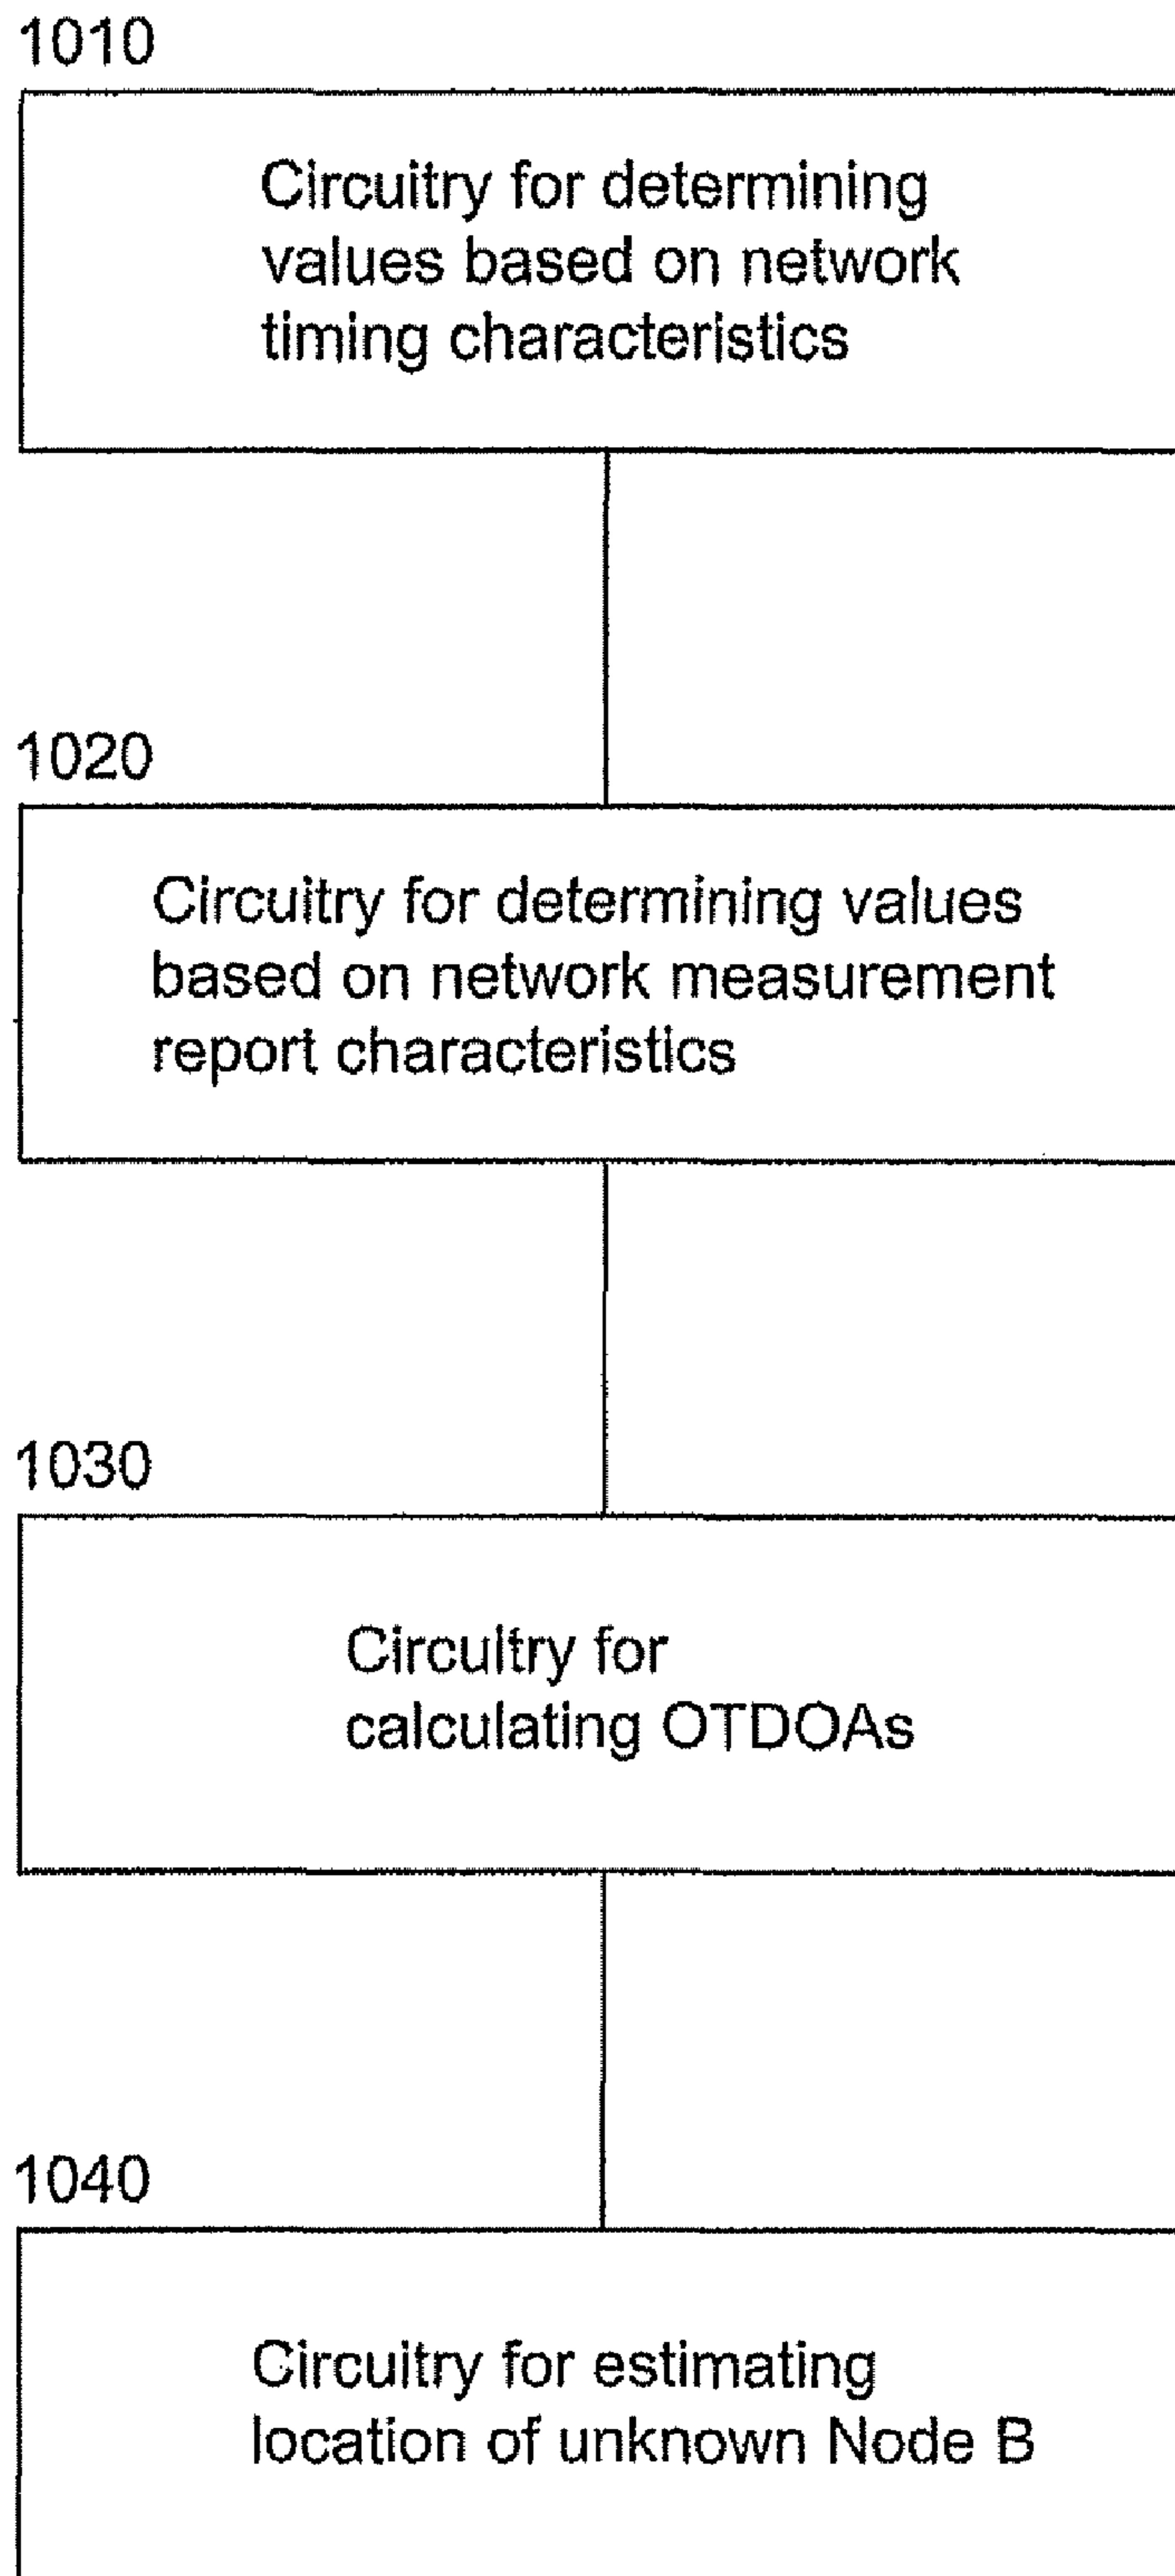 1010
Circuitry for determining
values based on network
timing characteristics
1020
Circuitry for determining values
based on network measurement
report characteristics
1030
Circuitry for
calculating OTDOAs
1040
Circuitry for estimating
location of unknown Node B